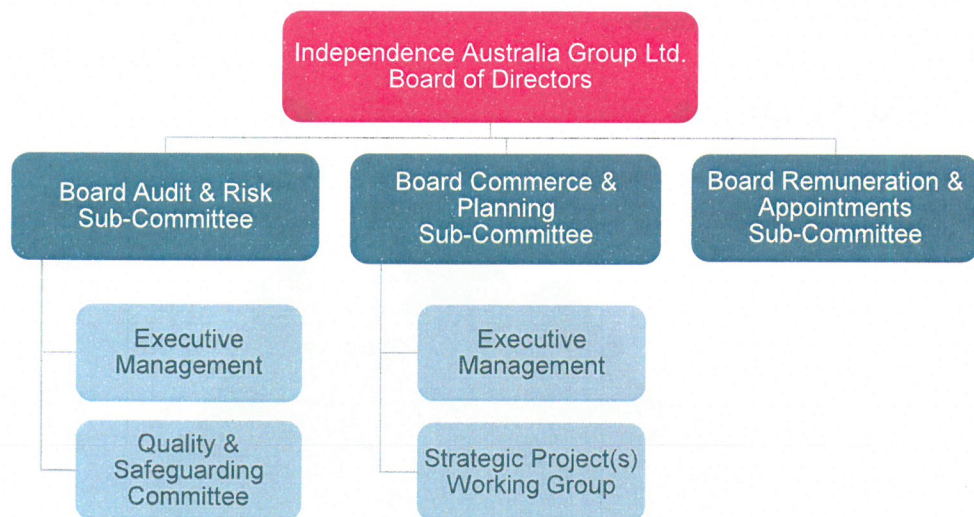 Independence Australia Group Ltd.
Board of Directors
Board Audit & Risk
Sub-Committee
Board Commerce &
Planning
Sub-Committee
Board Remuneration &
Appointments
Sub-Committee
Executive
Management
Executive
Management
Quality &
Safeguarding
Committee
Strategic Project(s)
Working Group